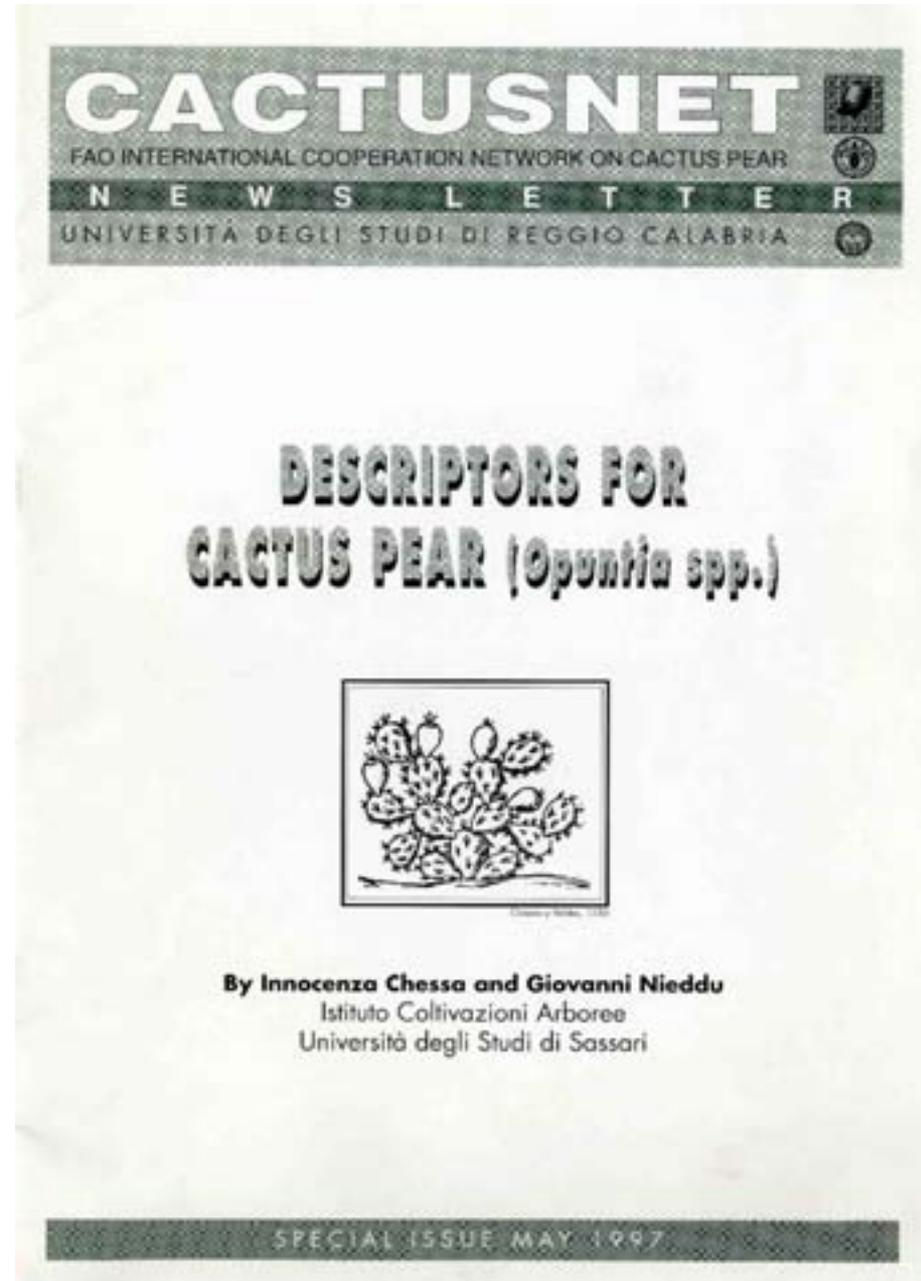 CACTUSNET
FAO INTERNATIONAL COOPERATION NETWORK ON CACTUS PEAR
NEWS LETTER
UNIVERSITÀ DEGLI STUDI DI REGGIO CALABRIA
DESCRIPTORS FOR
CACTUS PEAR (Opuntia spp.)
By Innocenza Chessa and Giovanni Nieddu
Istituto Coltivazioni Arboree
Università degli Studi di Sassari
SPECIAL ISSUE MAY 1997